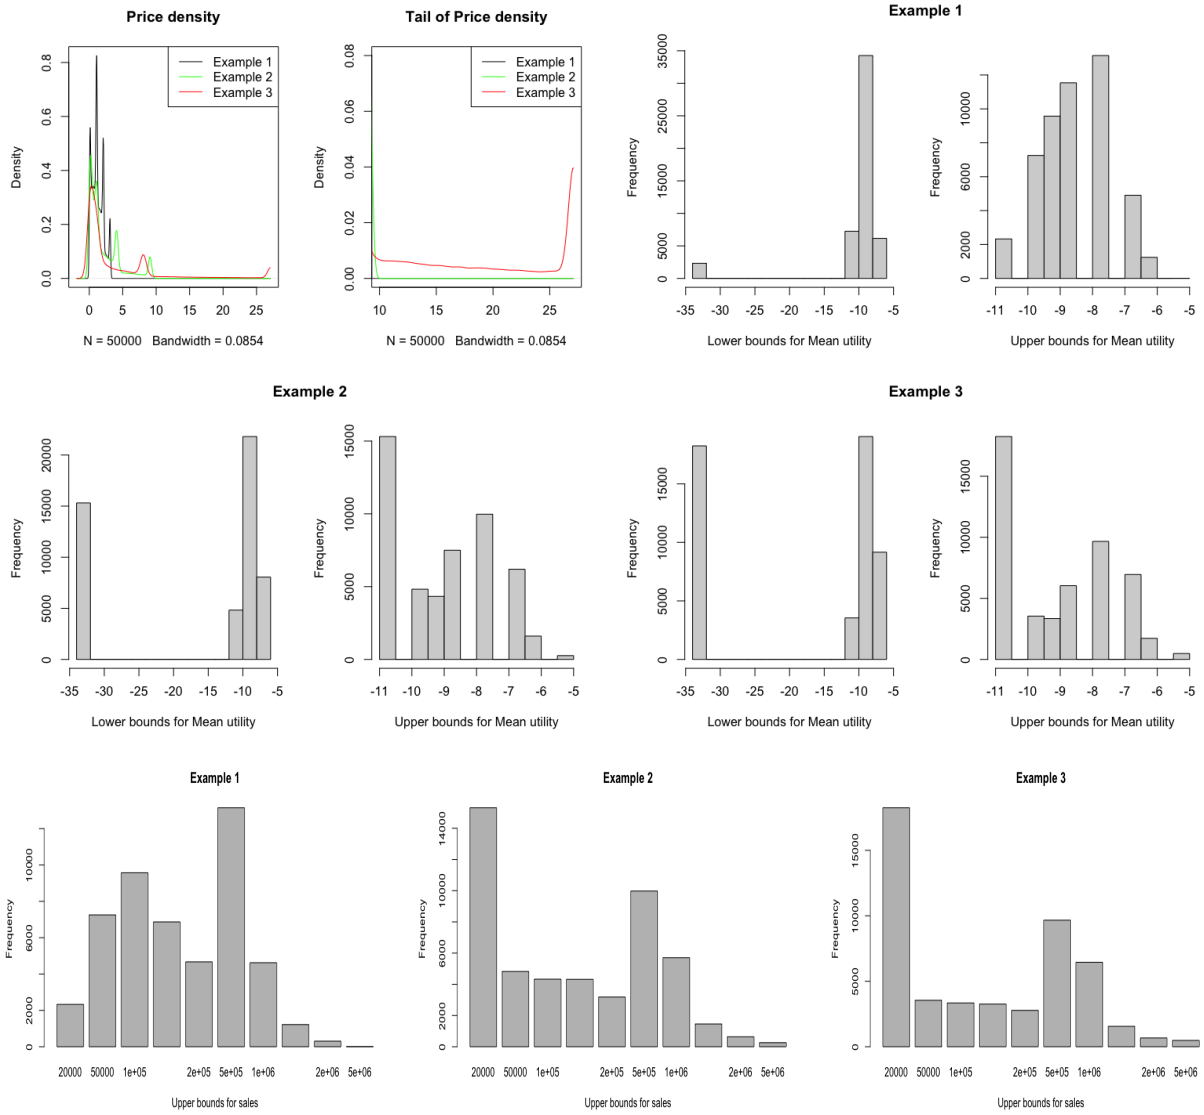 Price density
Tail of Price density
Example 1
Example 1
Example 2
Example 3
Example 1
Example 2
Example 3
Density
0.0
0.2
0.4
0.6
0.8
0
5
10
15
20
25
N = 50000 Bandwidth = 0.0854
Density
0.00
0.02
0.04
0.06
0.08
10
15
20
25
N = 50000 Bandwidth = 0.0854
Frequency
0
5000
15000
25000
35000
-35
-30
-25
-20
-15
-10
-5
Lower bounds for Mean utility
Frequency
0
2000
6000
10000
-11
-10
-9
-8
-7
-6
-5
Upper bounds for Mean utility
Example 2
Example 3
Frequency
0
5000
10000
15000
20000
-35
-30
-25
-20
-15
-10
-5
Lower bounds for Mean utility
Frequency
0
5000
10000
15000
-11
-10
-9
-8
-7
-6
-5
Upper bounds for Mean utility
Frequency
0
5000
10000
15000
-35
-30
-25
-20
-15
-10
-5
Lower bounds for Mean utility
Frequency
0
5000
10000
15000
-11
-10
-9
-8
-7
-6
-5
Upper bounds for Mean utility
Example 1
Example 2
Example 3
Frequency
0
2000
6000
10000
20000
50000
1e+05
2e+05
5e+05
1e+06
2e+06
5e+06
Upper bounds for sales
Frequency
0
2000
6000
10000
14000
20000
50000
1e+05
2e+05
5e+05
1e+06
2e+06
5e+06
Upper bounds for sales
Frequency
0
5000
10000
15000
20000
50000
1e+05
2e+05
5e+05
1e+06
2e+06
5e+06
Upper bounds for sales